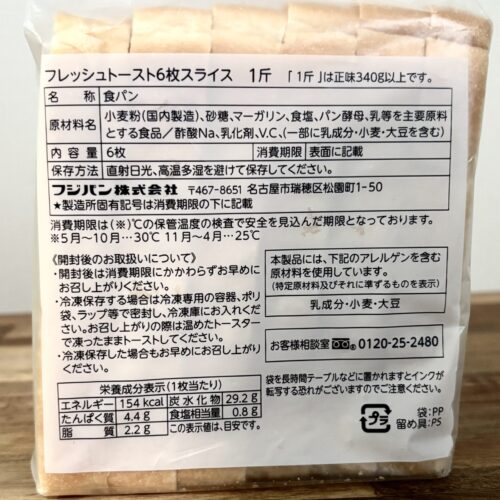 フレッシュトースト6枚スライス 1斤 「1斤」は正味340g以上です。
名 称 食パン
原材料名 小麦粉(国内製造)、砂糖、マーガリン、食塩、パン酵母、乳等を主要原料
とする食品/酢酸Na、乳化剤、V.C、(一部に乳成分・小麦・大豆を含む)
内 容 量 6枚 消費期限 表面に記載
保存方法 直射日光、高温多湿を避けて保存してください。
フジパン株式会社 〒467-8651 名古屋市瑞穂区松園町1-50
★製造所固有記号は消費期限の下に記載
消費期限は(※)℃の保管温度の検査で安全を見込んだ期限となっております。
※5月〜10月…30℃ 11月〜4月…25℃
《開封後のお取扱いについて》
・開封後は消費期限にかかわらずお早めに
お召し上がりください。
・冷凍保存する場合は冷凍専用の容器、ポリ
袋、ラップ等で密封し、冷凍庫にお入れくだ
さい。お召し上がりの際は温めたトースター
で凍ったままトーストしてください。
・冷凍保存した場合もお早めにお召し上がり
ください。
本製品には、下記のアレルゲンを含む
原材料を使用しています。
(特定原材料及びそれに準ずるものを表示)
乳成分・小麦・大豆
お客様相談室 0120-25-2480
袋を長時間テーブルなどに置かれますとインクが
転写する恐れがございますのでご注意ください。
栄養成分表示(1枚当たり)
エネルギー 154kcal 炭水化物 29.2g
たんぱく質 4.4g 食塩相当量 0.8g
脂質 2.2g この表示値は、目安です。
プラ
袋:PP
留め具:PS